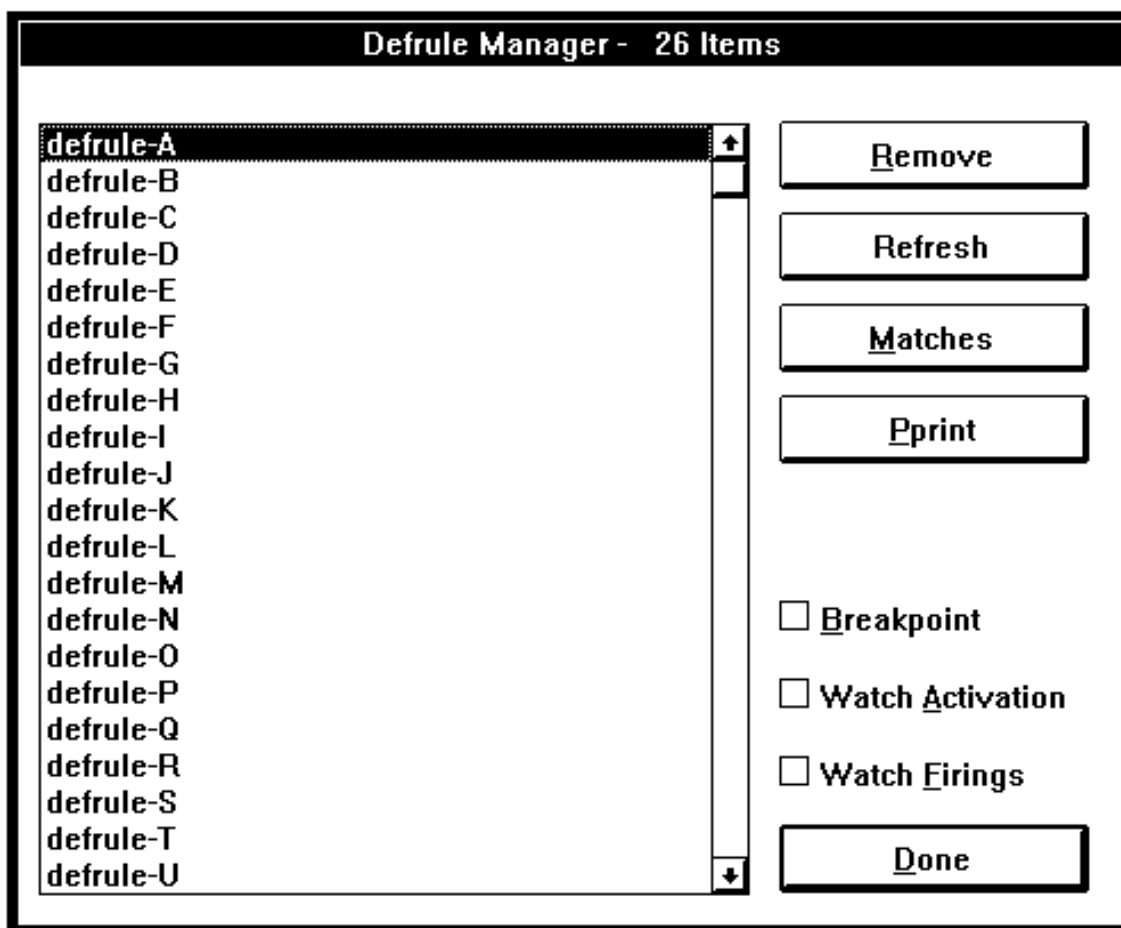 Defrule Manager - 26 Items
defrule-A
defrule-B
defrule-C
defrule-D
defrule-E
defrule-F
defrule-G
defrule-H
defrule-I
defrule-J
defrule-K
defrule-L
defrule-M
defrule-N
defrule-O
defrule-P
defrule-Q
defrule-R
defrule-S
defrule-T
defrule-U
Remove
Refresh
Matches
Pprint
Breakpoint
Watch Activation
Watch Firings
Done